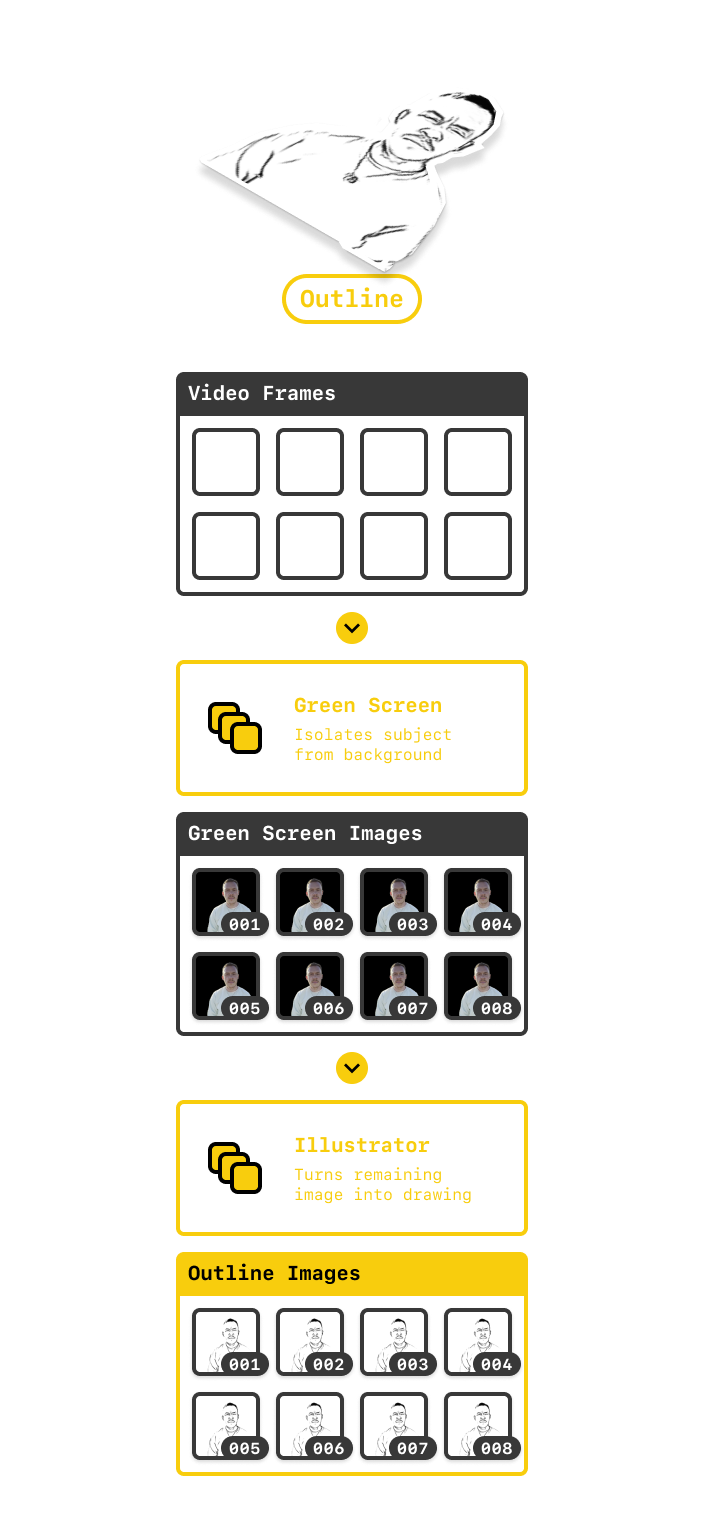 Outline
Video Frames
Green Screen
Isolates subject
from background
Green Screen Images
001 002 003 004
005 006 007 008
Illustrator
Turns remaining
image into drawing
Outline Images
001 002 003 004
005 006 007 008